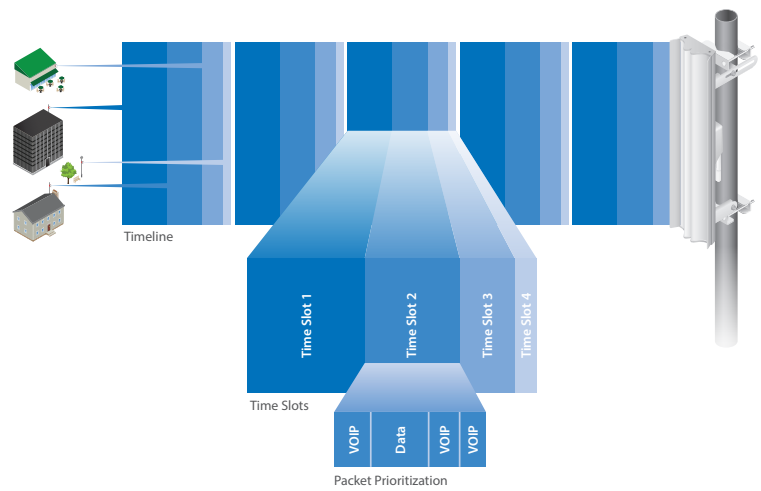 Timeline
Time Slot 1
Time Slot 2
Time Slot 3
Time Slot 4
Time Slots
VOIP
Data
VOIP
VOIP
Packet Prioritization